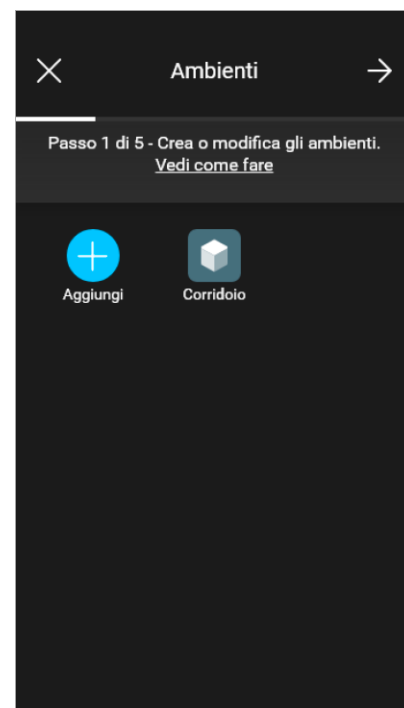 Ambienti
Passo 1 di 5 - Crea o modifica gli ambienti.
Vedi come fare
Aggiungi
Corridoio